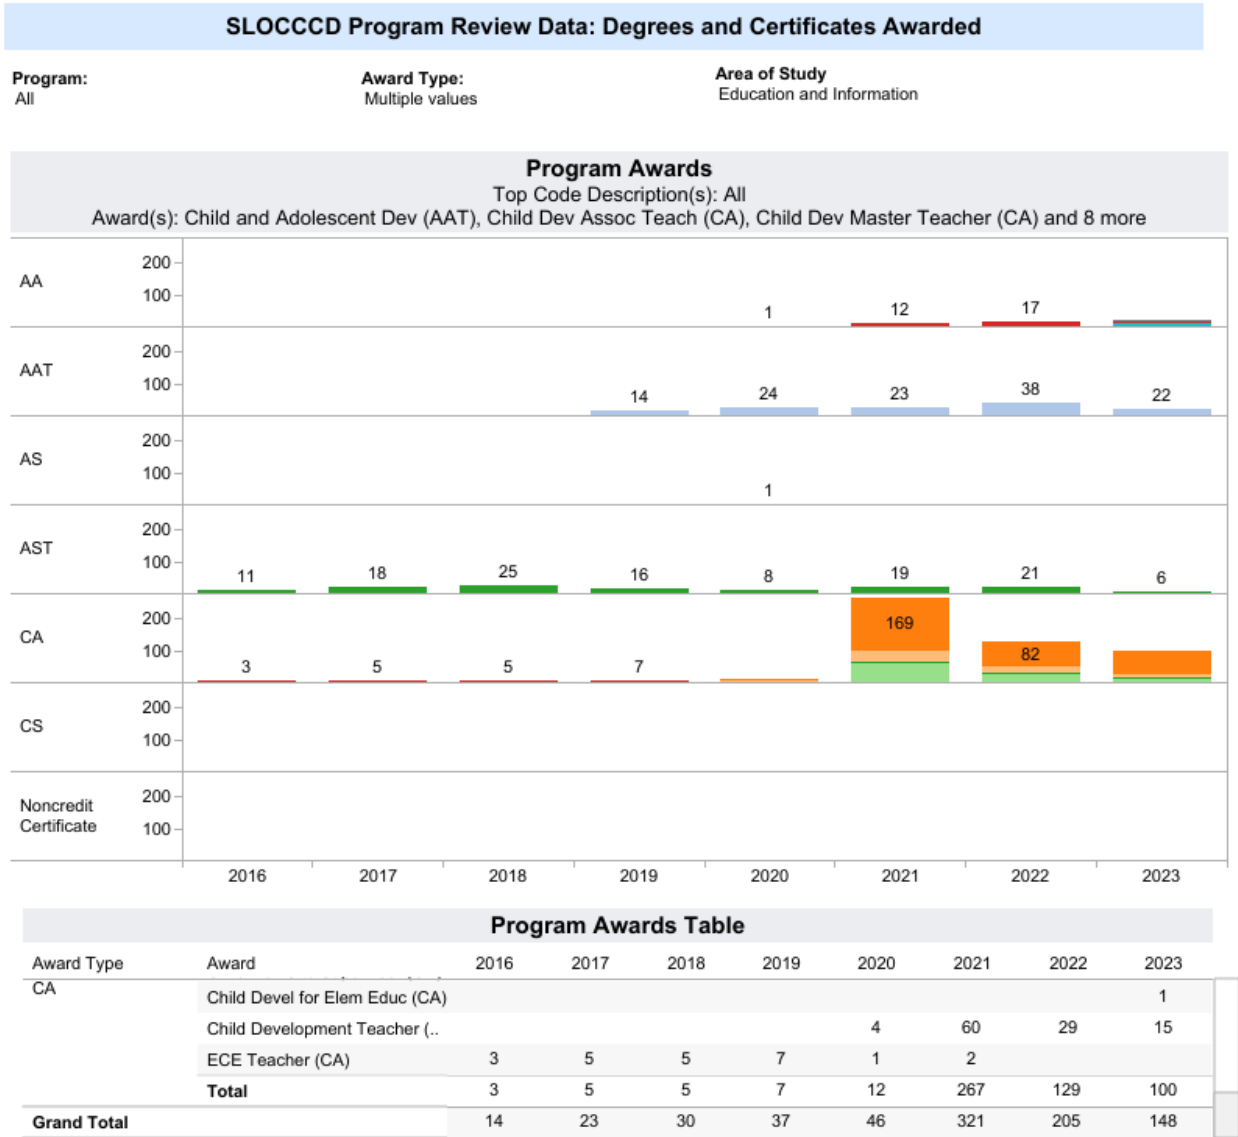 SLOCCCD Program Review Data: Degrees and Certificates Awarded
Program: Award Type: Area of Study
All Multiple values Education and Information
Program Awards
Top Code Description(s): All
Award(s): Child and Adolescent Dev (AAT), Child Dev Assoc Teach (CA), Child Dev Master Teacher (CA) and 8 more
AA 200 100 1 12 17
AAT 200 100 14 24 23 38 22
AS 200 100 1
AST 200 100 11 18 25 16 8 19 21 6
CA 200 100 3 5 5 7 169 82
CS 200 100
Noncredit Certificate 200 100
2016 2017 2018 2019 2020 2021 2022 2023
Program Awards Table
Award Type Award 2016 2017 2018 2019 2020 2021 2022 2023
CA Child Devel for Elem Educ (CA) 1
Child Development Teacher (.. 4 60 29 15
ECE Teacher (CA) 3 5 5 7 1 2
Total 3 5 5 7 12 267 129 100
Grand Total 14 23 30 37 46 321 205 148